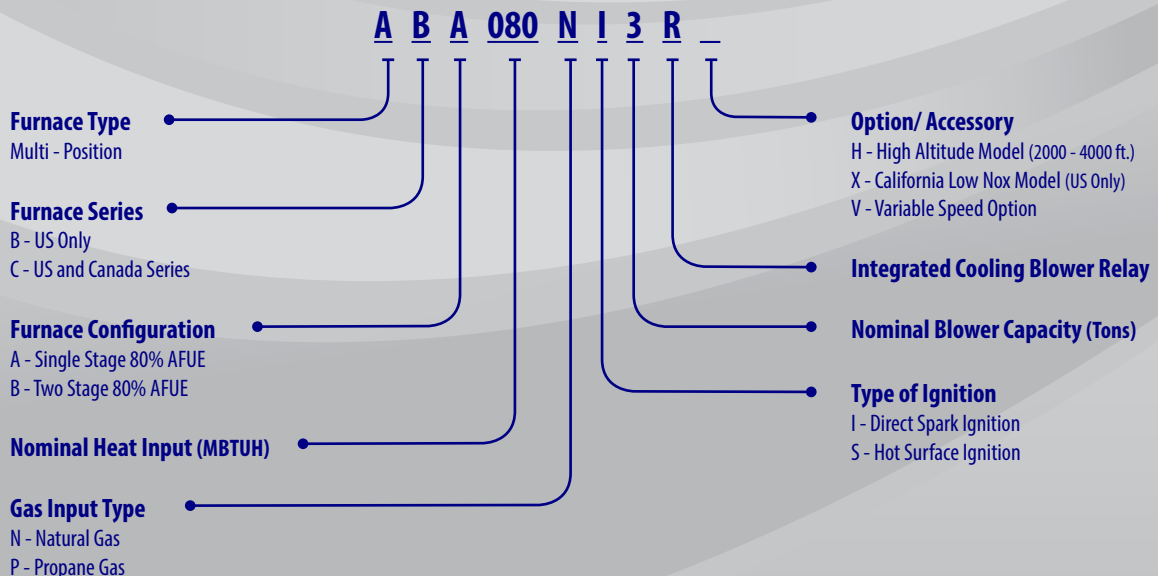 A B A 080 N I 3 R _
Furnace Type
Multi - Position
Furnace Series
B - US Only
C - US and Canada Series
Furnace Configuration
A - Single Stage 80% AFUE
B - Two Stage 80% AFUE
Nominal Heat Input (MBTUH)
Gas Input Type
N - Natural Gas
P - Propane Gas
Option/ Accessory
H - High Altitude Model (2000 - 4000 ft.)
X - California Low Nox Model (US Only)
V - Variable Speed Option
Integrated Cooling Blower Relay
Nominal Blower Capacity (Tons)
Type of Ignition
I - Direct Spark Ignition
S - Hot Surface Ignition